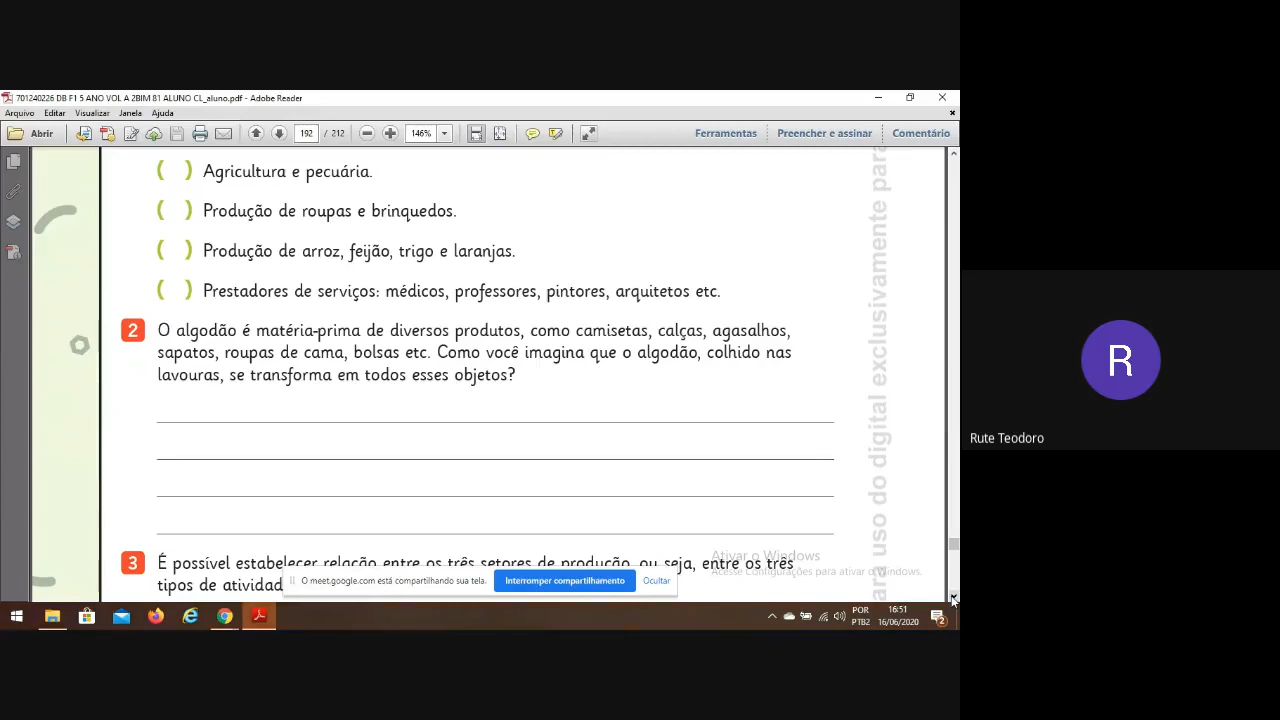 701240226 DB F1 5 ANO VOL A 2BIM 81 ALUNO CL_aluno.pdf - Adobe Reader
Arquivo Editar Visualizar Janela Ajuda
Abrir 192 / 212 146% Ferramentas Preencher e assinar Comentário
( ) Agricultura e pecuária.
( ) Produção de roupas e brinquedos.
( ) Produção de arroz, feijão, trigo e laranjas.
( ) Prestadores de serviços: médicos, professores, pintores, arquitetos etc.
2 O algodão é matéria-prima de diversos produtos, como camisetas, calças, agasalhos,
sapatos, roupas de cama, bolsas etc. Como você imagina que o algodão, colhido nas
lavouras, se transforma em todos esses objetos?
3 É possível estabelecer relação entre os três setores de produção, ou seja, entre os três
tipos de atividad
ara uso do digital exclusivamente para
Ativar o Windows
Acesse Configurações para ativar o Windows.
O meet.google.com está compartilhando sua tela. Interromper compartilhamento Ocultar
POR 16:51
PTB2 16/06/2020 2
R
Rute Teodoro